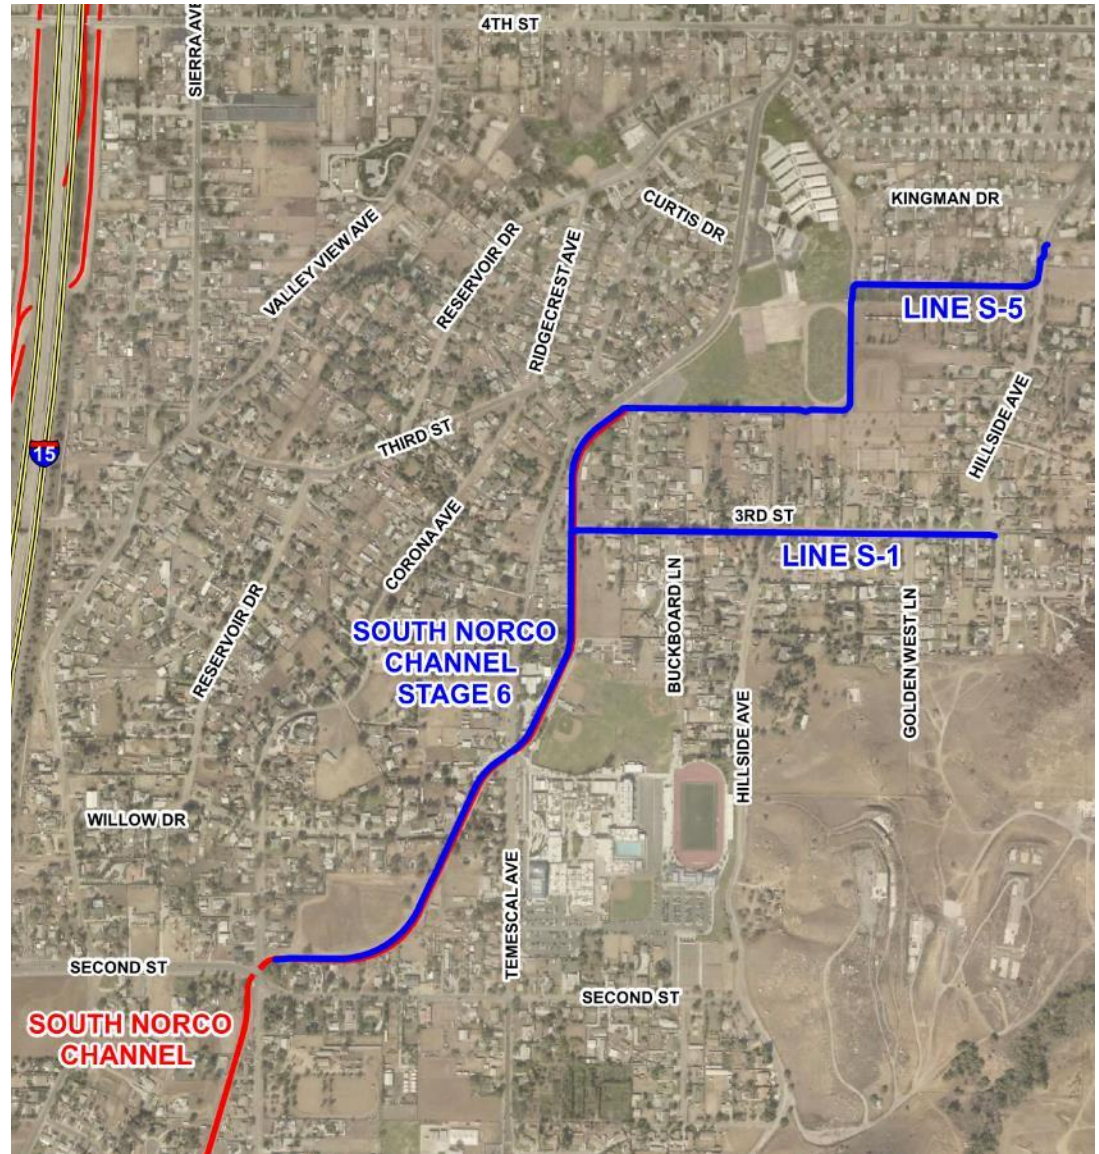 4TH ST
SIERRA AVE
KINGMAN DR
CURTIS DR
VALLEY VIEW AVE
RESERVOIR DR
RIDGECREST AVE
LINE S-5
HILLSIDE AVE
THIRD ST
15
3RD ST
LINE S-1
CORONA AVE
BUCKBOARD LN
GOLDEN WEST LN
RESERVOIR DR
SOUTH NORCO
CHANNEL
STAGE 6
HILLSIDE AVE
WILLOW DR
TEMESCAL AVE
SECOND ST
SECOND ST
SOUTH NORCO
CHANNEL